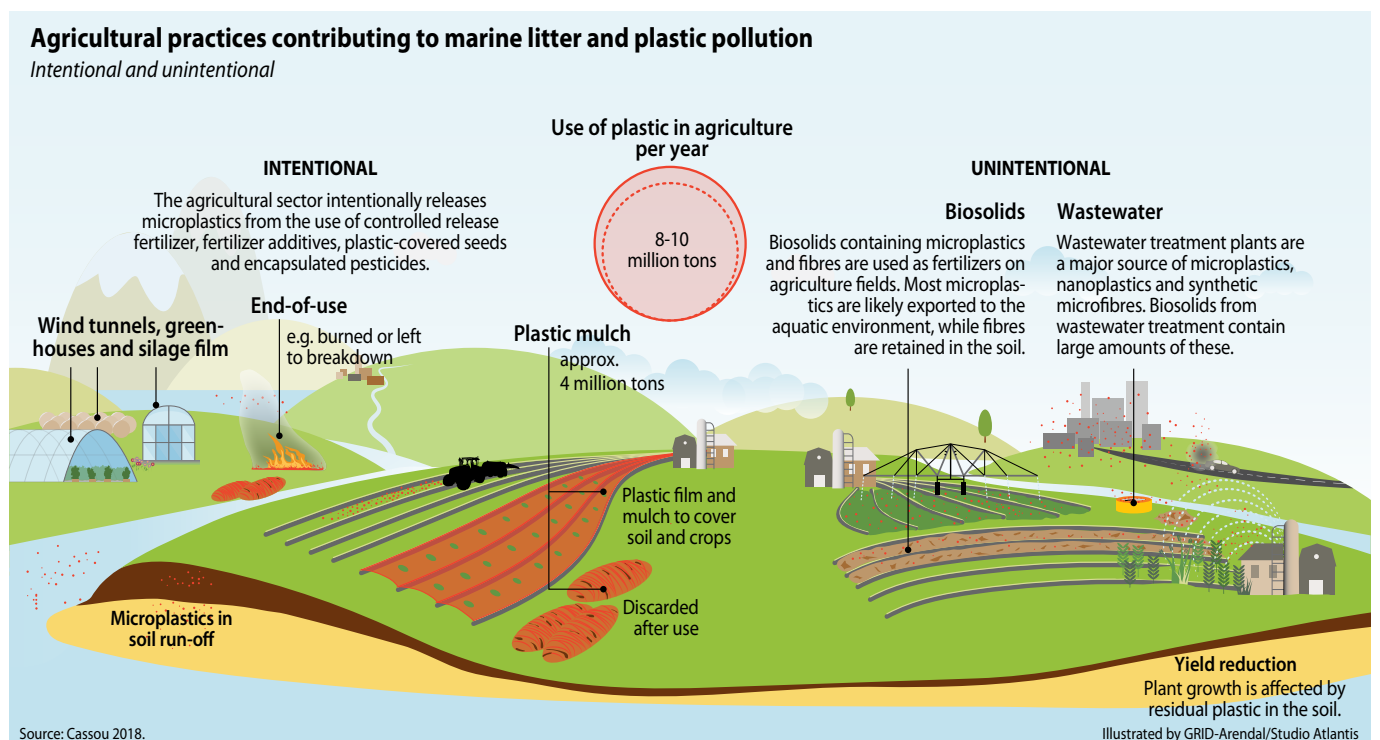 Agricultural practices contributing to marine litter and plastic pollution
Intentional and unintentional
Use of plastic in agriculture
per year
8-10
million tons
INTENTIONAL
The agricultural sector intentionally releases
microplastics from the use of controlled release
fertilizer, fertilizer additives, plastic-covered seeds
and encapsulated pesticides.
UNINTENTIONAL
Biosolids
Biosolids containing microplastics
and fibres are used as fertilizers on
agriculture fields. Most microplas-
tics are likely exported to the
aquatic environment, while fibres
are retained in the soil.
Wastewater
Wastewater treatment plants are
a major source of microplastics,
nanoplastics and synthetic
microfibres. Biosolids from
wastewater treatment contain
large amounts of these.
Wind tunnels, green-
houses and silage film
End-of-use
e.g. burned or left
to breakdown
Plastic mulch
approx.
4 million tons
Plastic film and
mulch to cover
soil and crops
Discarded
after use
Microplastics in
soil run-off
Yield reduction
Plant growth is affected by
residual plastic in the soil.
Source: Cassou 2018.
Illustrated by GRID-Arendal/Studio Atlantis